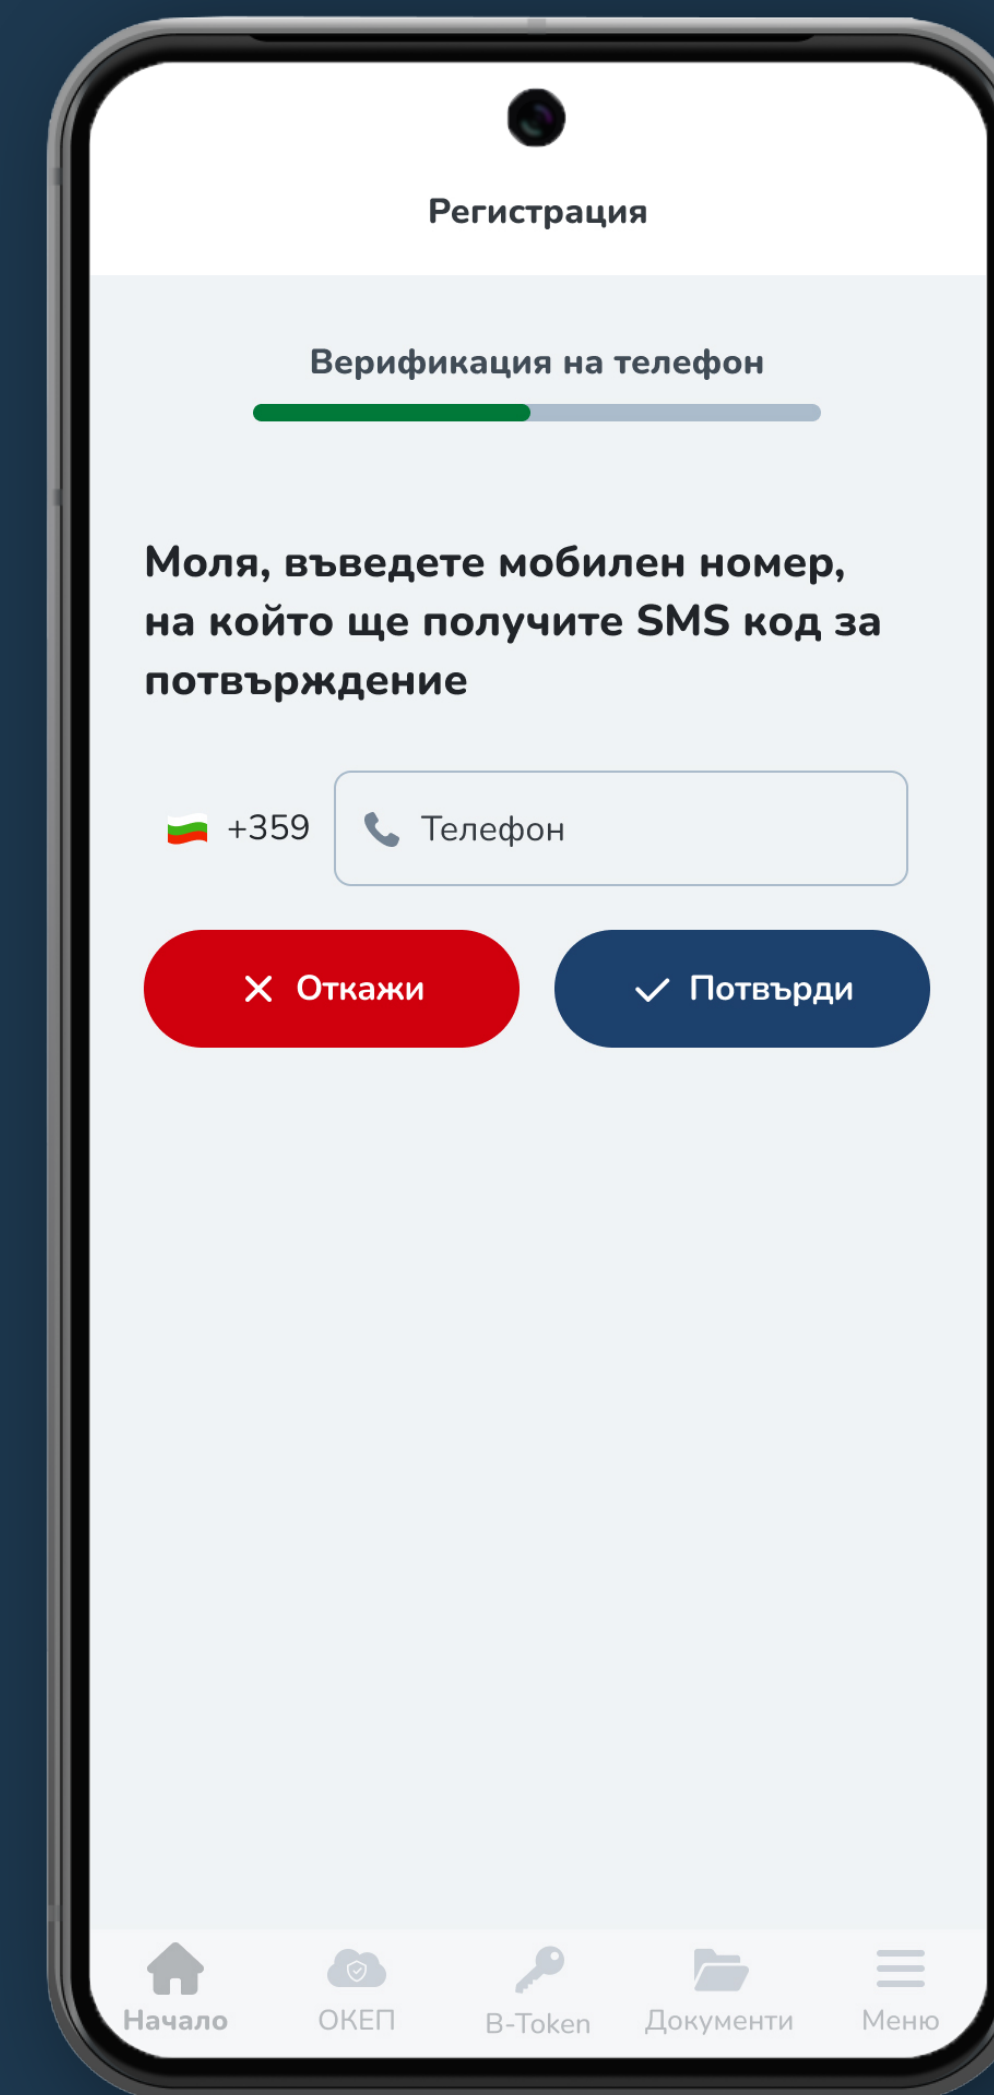 Регистрация
Верификация на телефон
Моля, въведете мобилен номер,
на който ще получите SMS код за
потвърждение
+359 Телефон
Откажи Потвърди
Начало ОКЕП B-Token Документи Меню